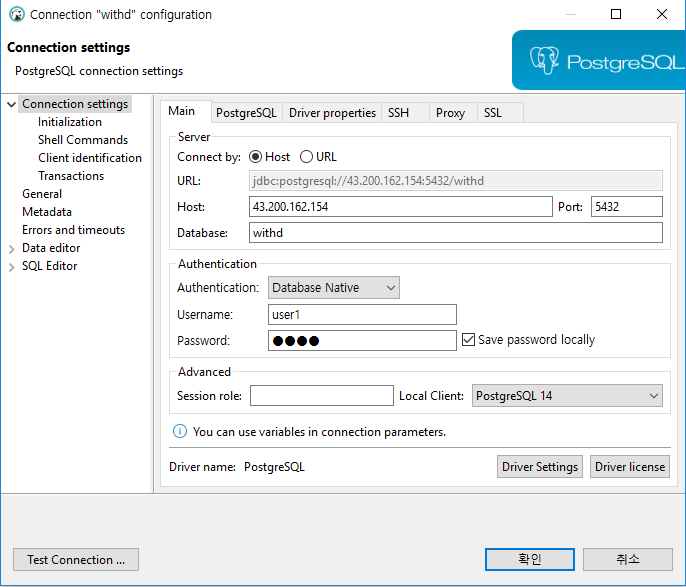 Connection "withd" configuration
Connection settings
PostgreSQL connection settings
PostgreSQL
Connection settings
Initialization
Shell Commands
Client identification
Transactions
General
Metadata
Errors and timeouts
Data editor
SQL Editor
Main PostgreSQL Driver properties SSH Proxy SSL
Server
Connect by: Host URL
URL: jdbc:postgresql://43.200.162.154:5432/withd
Host: 43.200.162.154 Port: 5432
Database: withd
Authentication
Authentication: Database Native
Username: user1
Password: ●●●● Save password locally
Advanced
Session role: Local Client: PostgreSQL 14
You can use variables in connection parameters.
Driver name: PostgreSQL Driver Settings Driver license
Test Connection ... 확인 취소